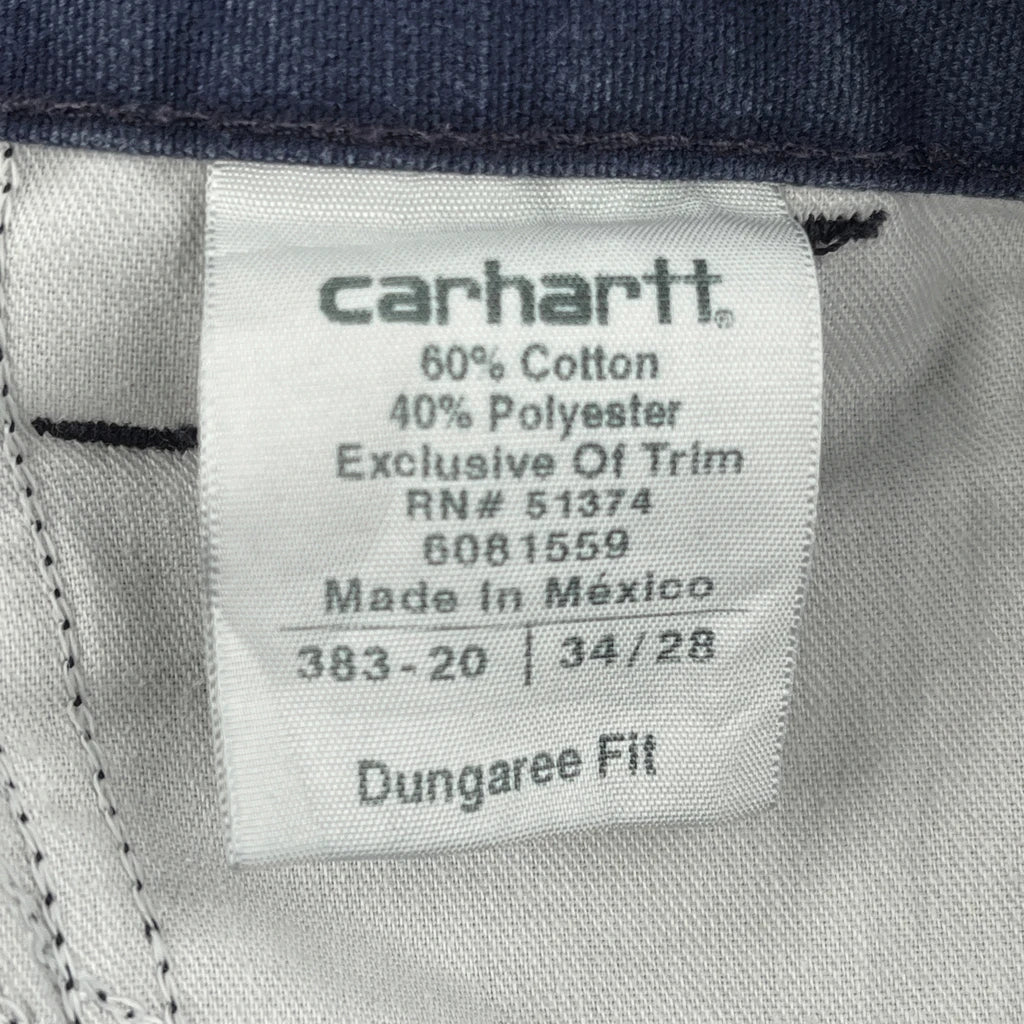 carhartt®
60% Cotton
40% Polyester
Exclusive Of Trim
RN# 51374
6081559
Made In México
383-20 | 34/28
Dungaree Fit